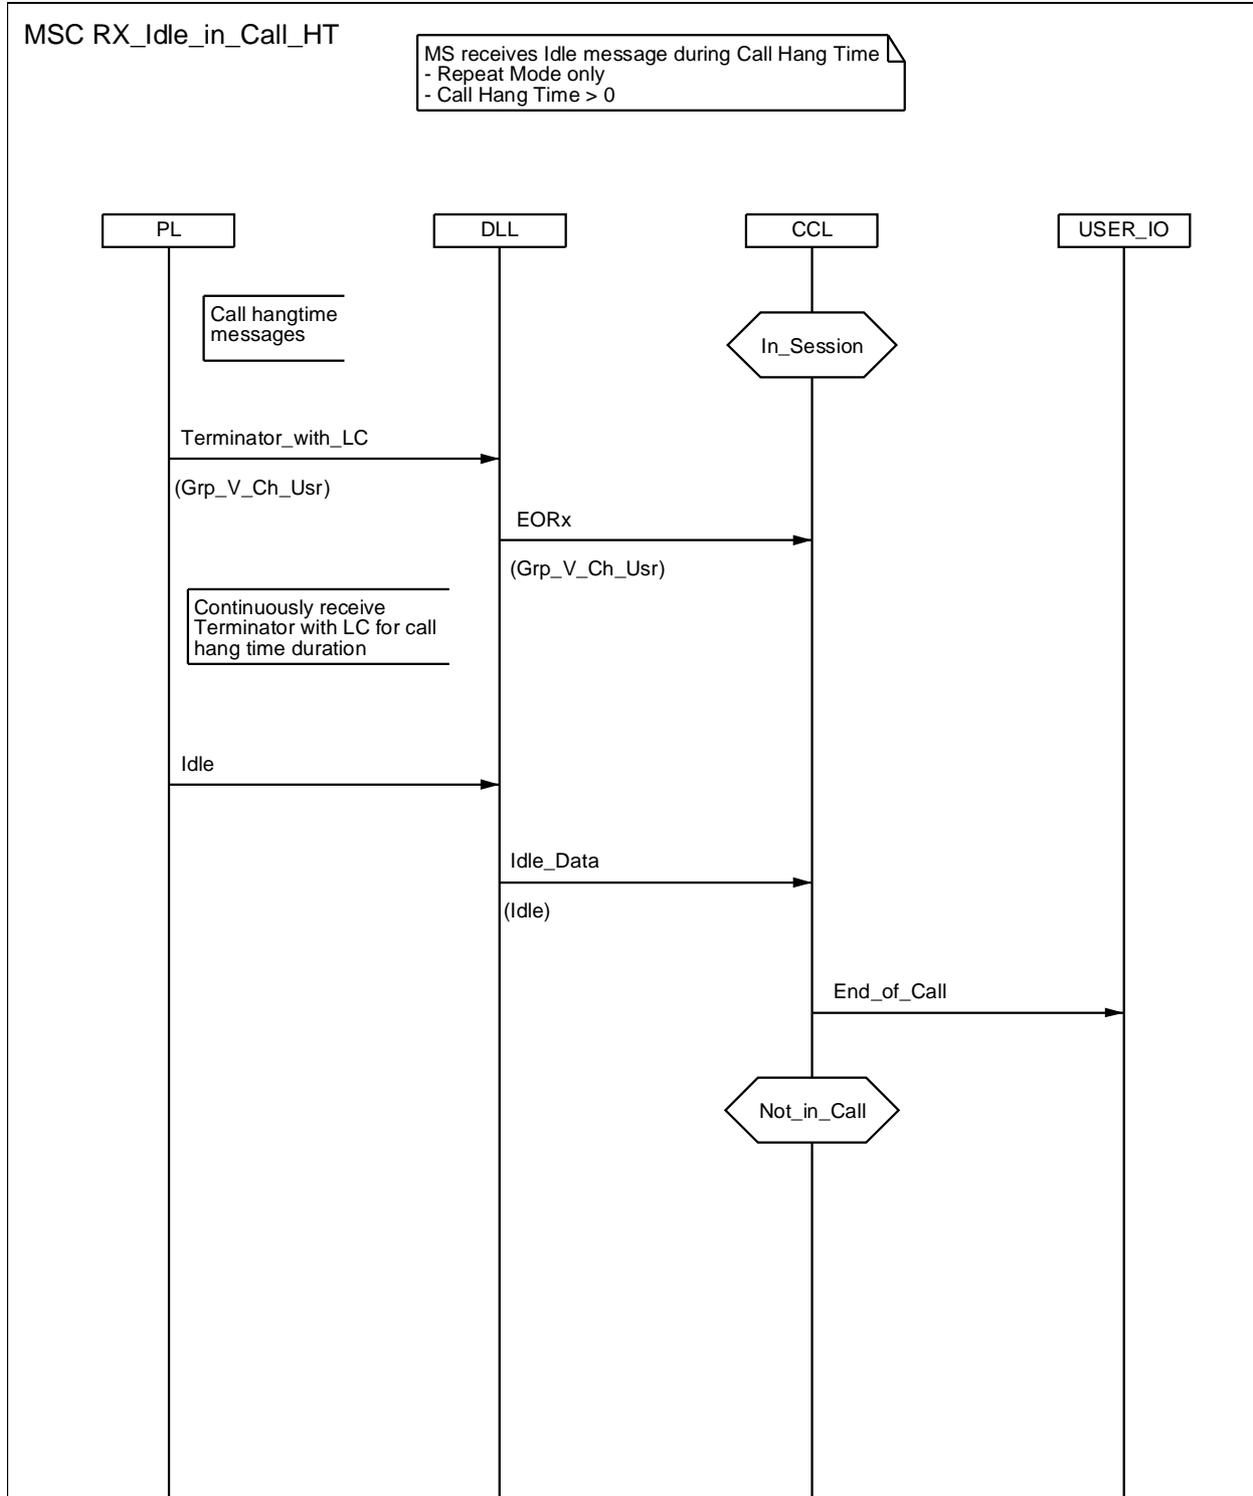 MSC RX_Idle_in_Call_HT
MS receives Idle message during Call Hang Time
- Repeat Mode only
- Call Hang Time > 0
PL
DLL
CCL
USER_IO
Call hangtime
messages
In_Session
Terminator_with_LC
(Grp_V_Ch_Usr)
EORx
(Grp_V_Ch_Usr)
Continuously receive
Terminator with LC for call
hang time duration
Idle
Idle_Data
(Idle)
End_of_Call
Not_in_Call